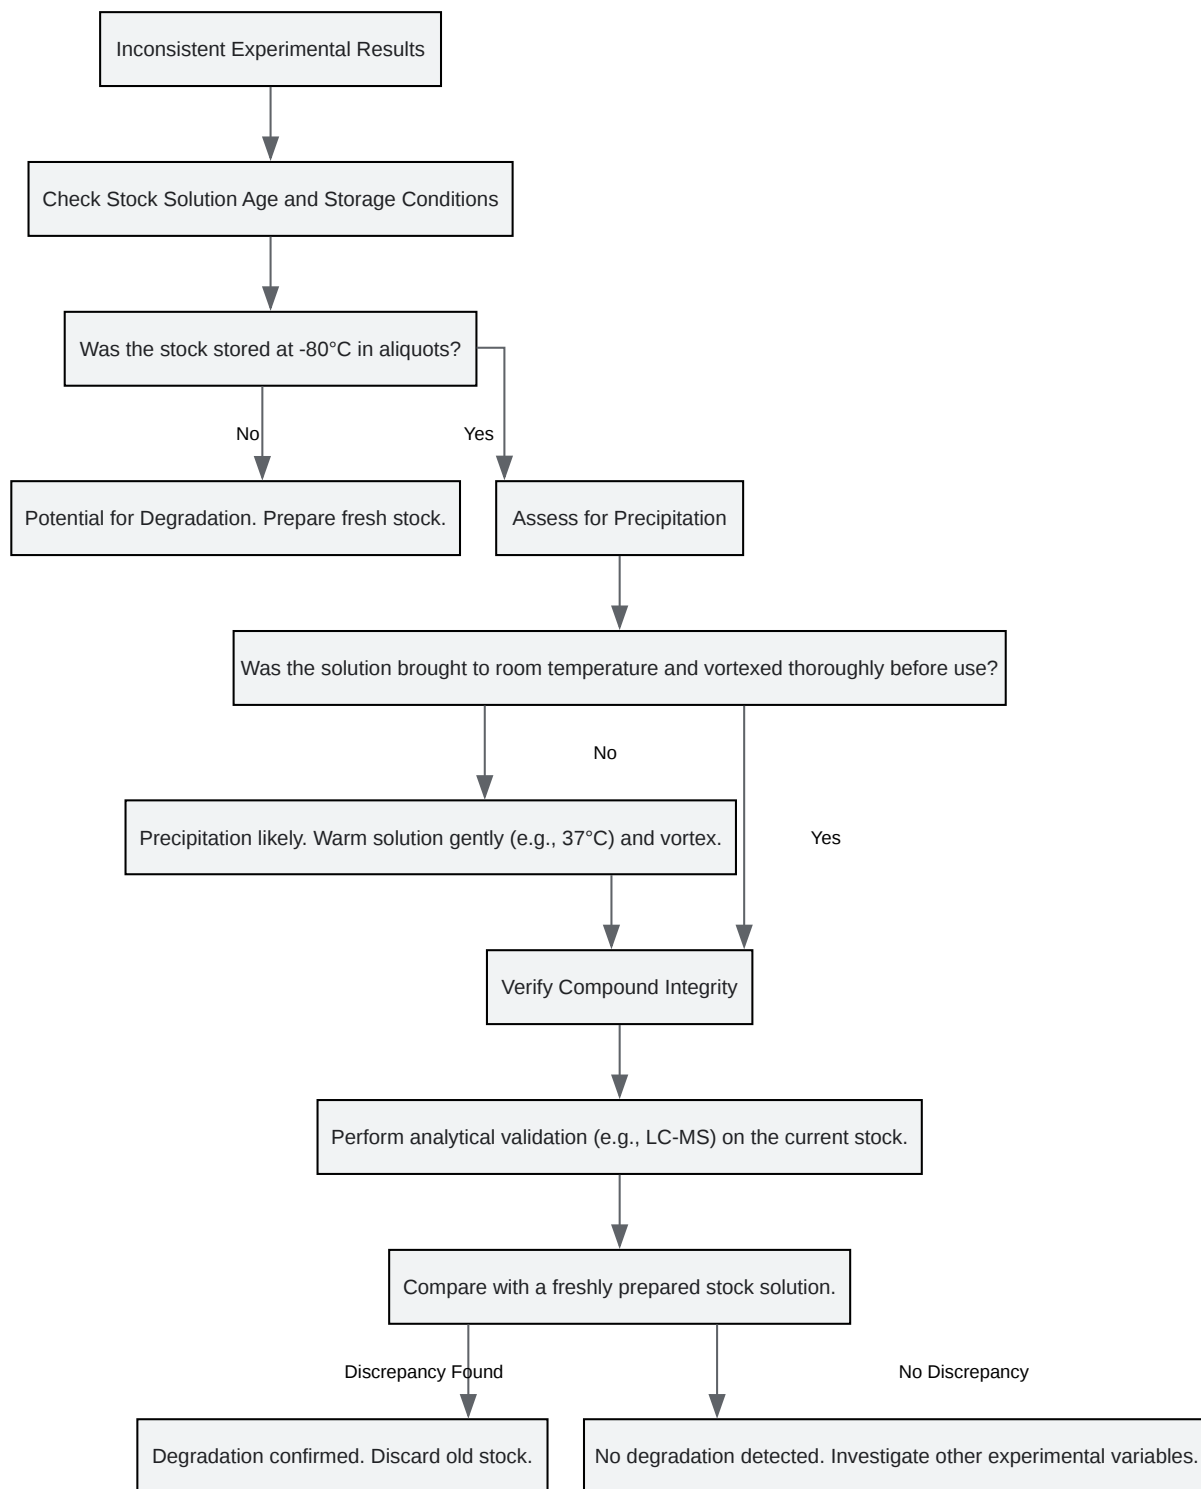 Inconsistent Experimental Results
Check Stock Solution Age and Storage Conditions
Was the stock stored at -80°C in aliquots?
No
Yes
Potential for Degradation. Prepare fresh stock.
Assess for Precipitation
Was the solution brought to room temperature and vortexed thoroughly before use?
No
Precipitation likely. Warm solution gently (e.g., 37°C) and vortex.
Yes
Verify Compound Integrity
Perform analytical validation (e.g., LC-MS) on the current stock.
Compare with a freshly prepared stock solution.
Discrepancy Found
No Discrepancy
Degradation confirmed. Discard old stock.
No degradation detected. Investigate other experimental variables.